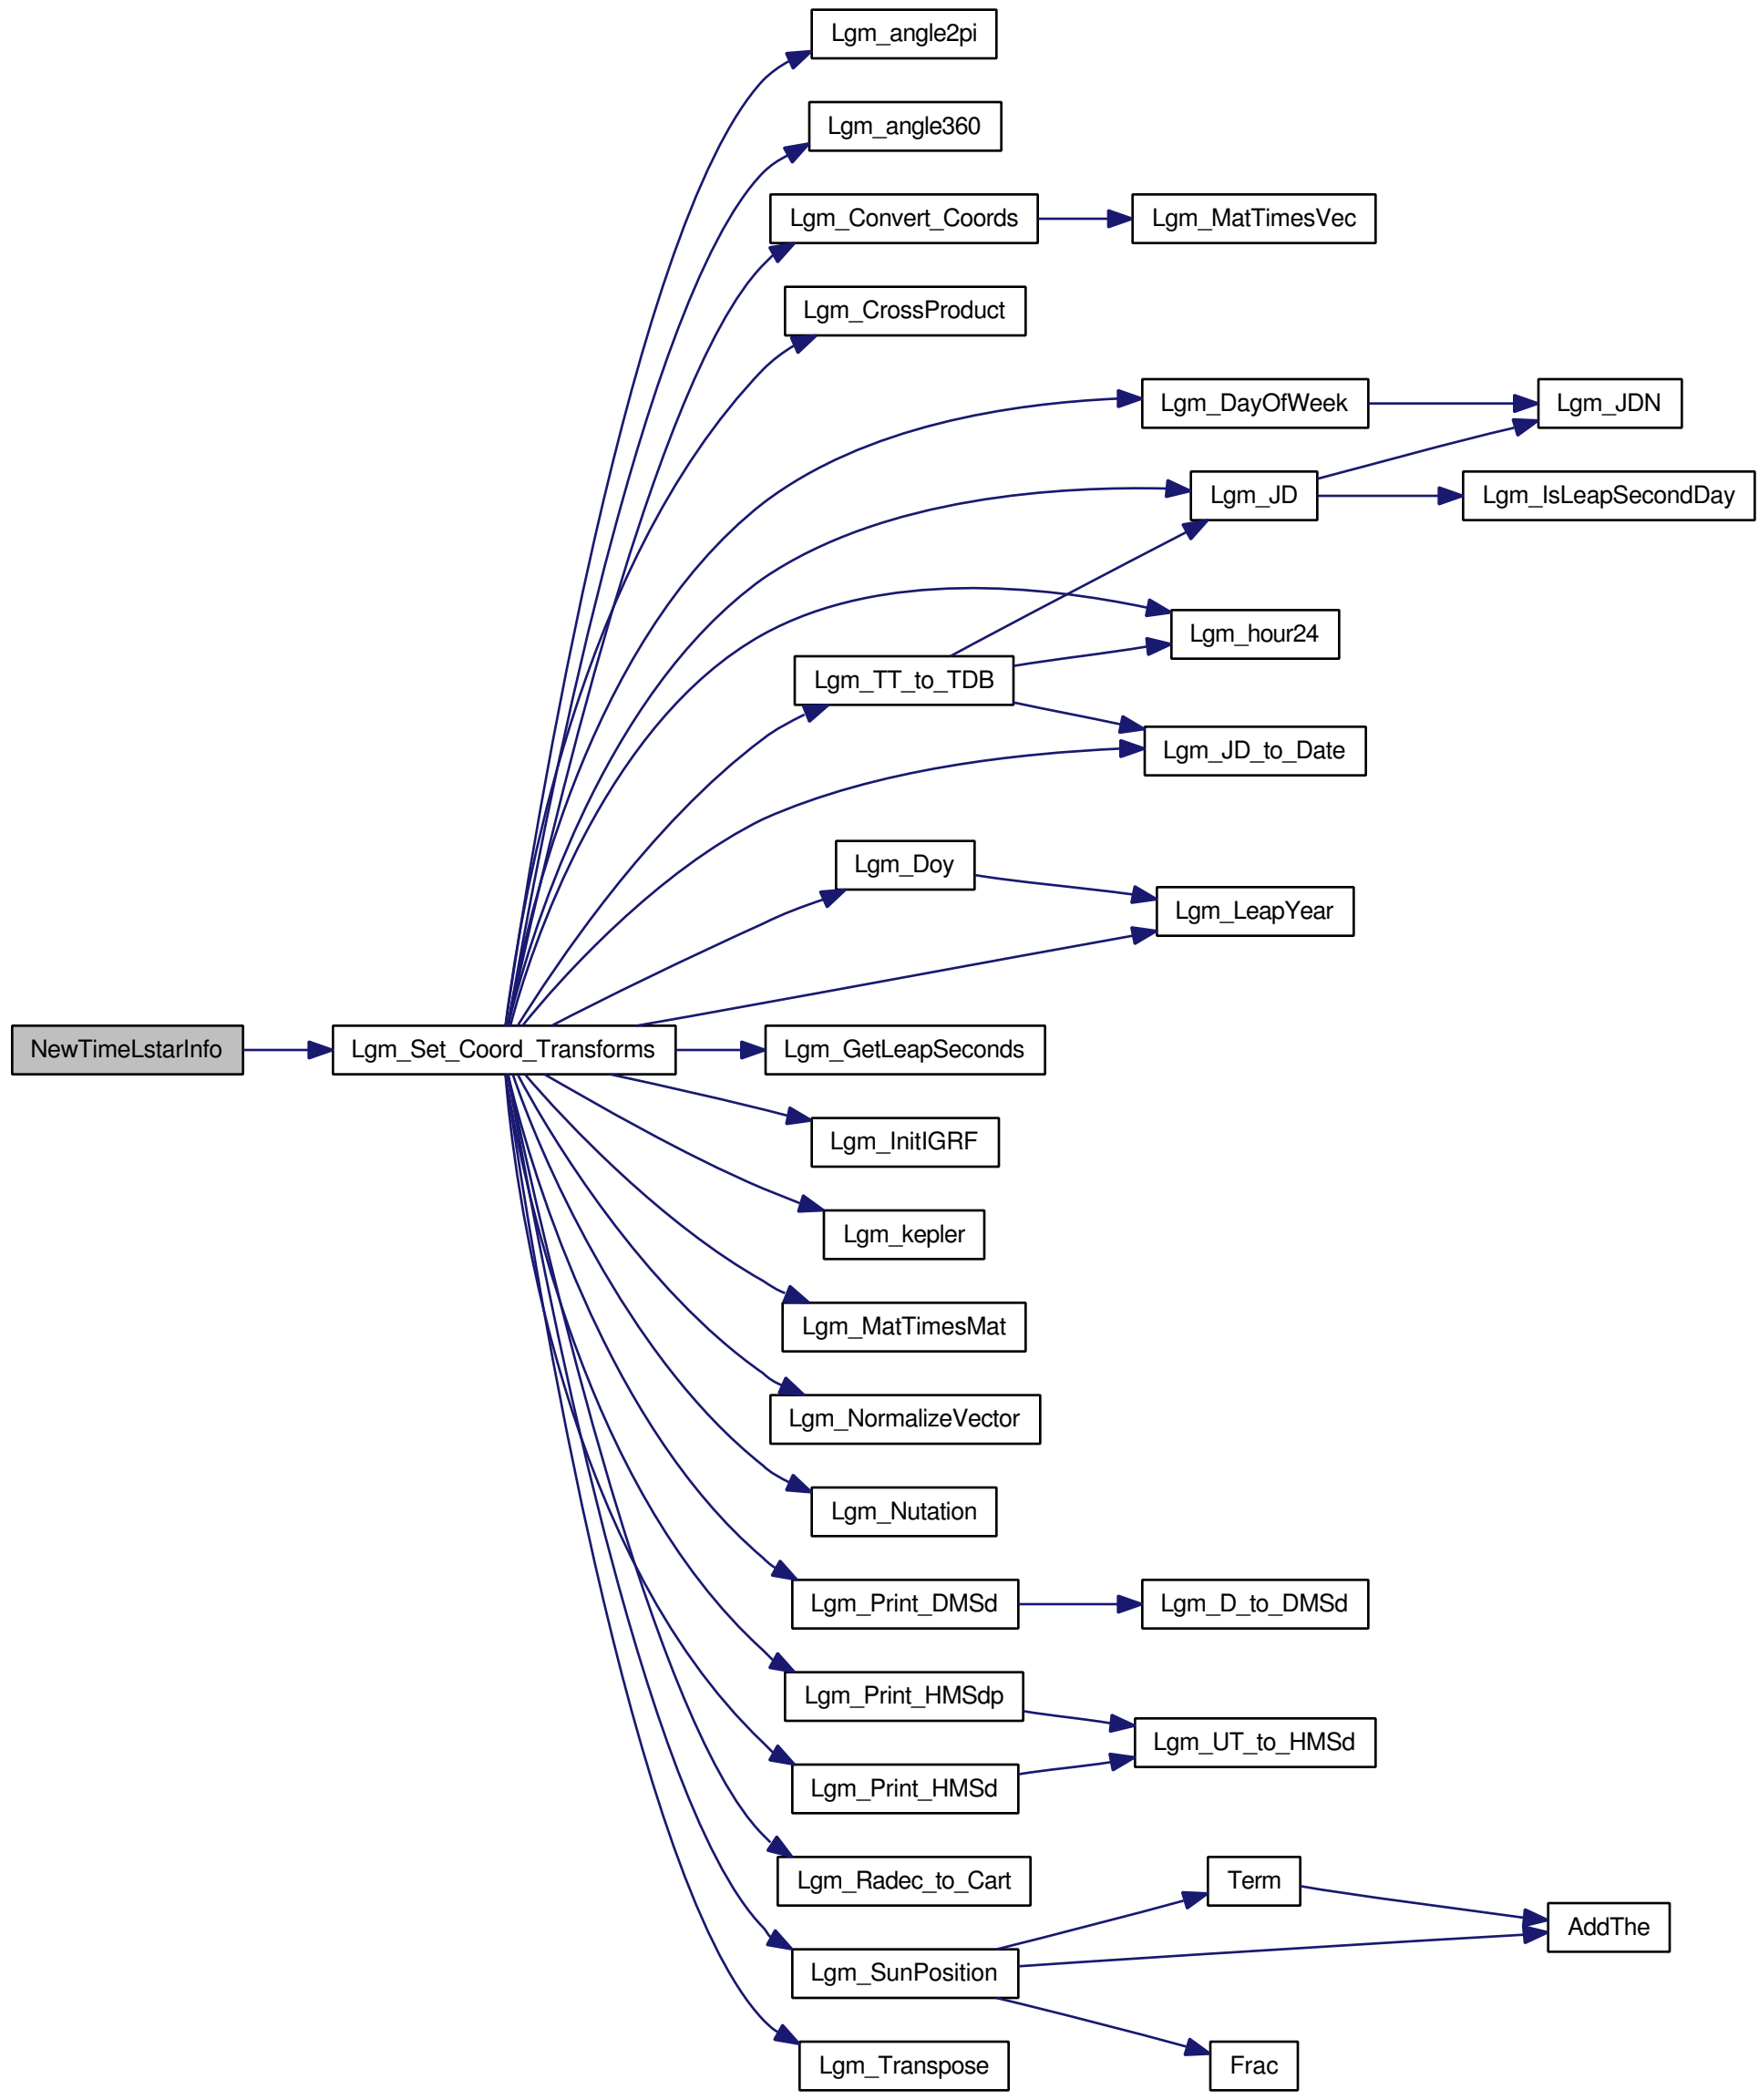 Lgm_angle2pi
Lgm_angle360
Lgm_Convert_Coords
Lgm_MatTimesVec
Lgm_CrossProduct
Lgm_DayOfWeek
Lgm_JDN
Lgm_JD
Lgm_IsLeapSecondDay
Lgm_hour24
Lgm_TT_to_TDB
Lgm_JD_to_Date
Lgm_Doy
Lgm_LeapYear
NewTimeLstarInfo
Lgm_Set_Coord_Transforms
Lgm_GetLeapSeconds
Lgm_InitIGRF
Lgm_kepler
Lgm_MatTimesMat
Lgm_NormalizeVector
Lgm_Nutation
Lgm_Print_DMSd
Lgm_D_to_DMSd
Lgm_Print_HMSdp
Lgm_UT_to_HMSd
Lgm_Print_HMSd
Lgm_Radec_to_Cart
Term
AddThe
Lgm_SunPosition
Lgm_Transpose
Frac